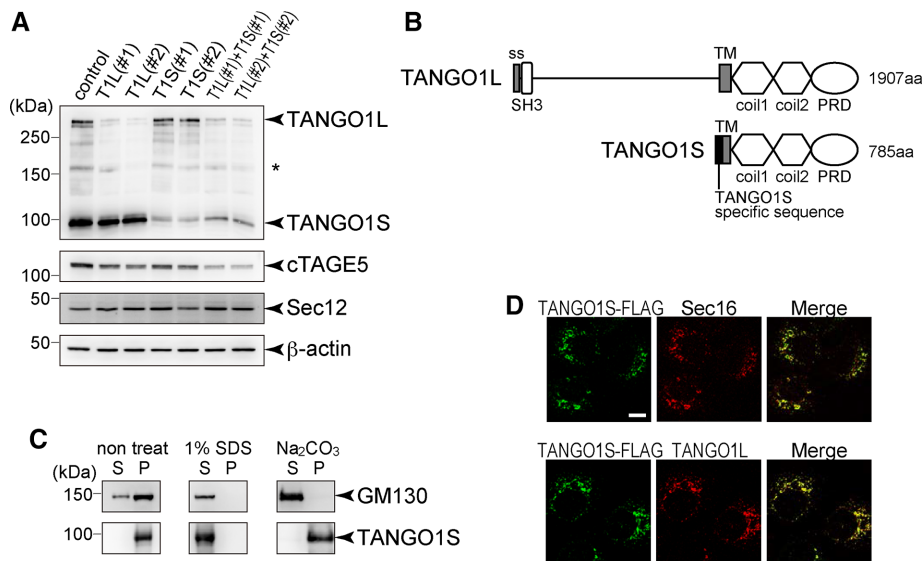 A
control
T1L(#1)
T1L(#2)
T1S(#1)
T1S(#2)
T1L(#1)+T1S(#1)
T1L(#2)+T1S(#2)
(kDa)
250
150
100
TANGO1L
*
TANGO1S
100
cTAGE5
50
Sec12
50
β-actin
B
TANGO1L
ss
SH3
TM
coil1
coil2
PRD
1907aa
TANGO1S
TM
coil1
coil2
PRD
785aa
TANGO1S
specific sequence
C
non treat
1% SDS
Na₂CO₃
(kDa)
S P S P S P
150
GM130
100
TANGO1S
D
TANGO1S-FLAG Sec16 Merge
TANGO1S-FLAG TANGO1L Merge